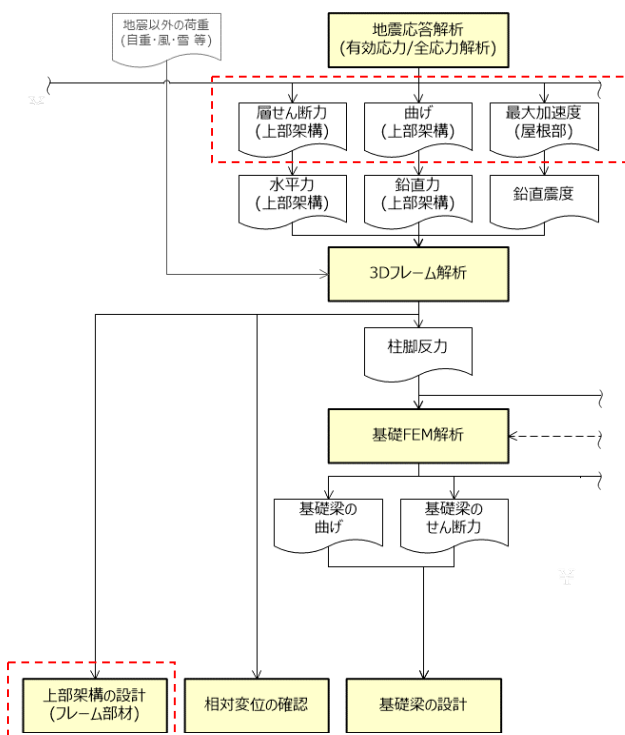 地震以外の荷重
(自重・風・雪 等)
地震応答解析
(有効応力/全応力解析)
層せん断力
(上部架構)
曲げ
(上部架構)
最大加速度
(屋根部)
水平力
(上部架構)
鉛直力
(上部架構)
鉛直震度
3Dフレーム解析
柱脚反力
基礎FEM解析
基礎梁の
曲げ
基礎梁の
せん断力
上部架構の設計
(フレーム部材)
相対変位の確認
基礎梁の設計